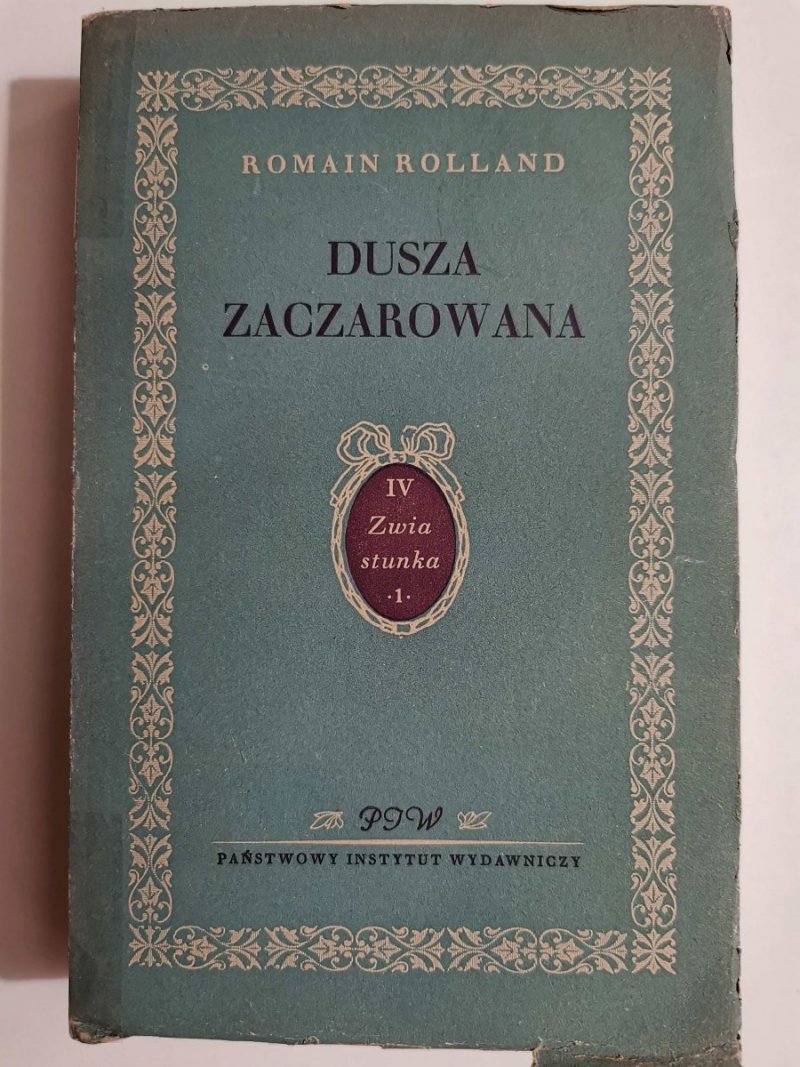 ROMAIN ROLLAND
DUSZA
ZACZAROWANA
IV
Zwia
stunka
·1·
PIW
PAŃSTWOWY INSTYTUT WYDAWNICZY